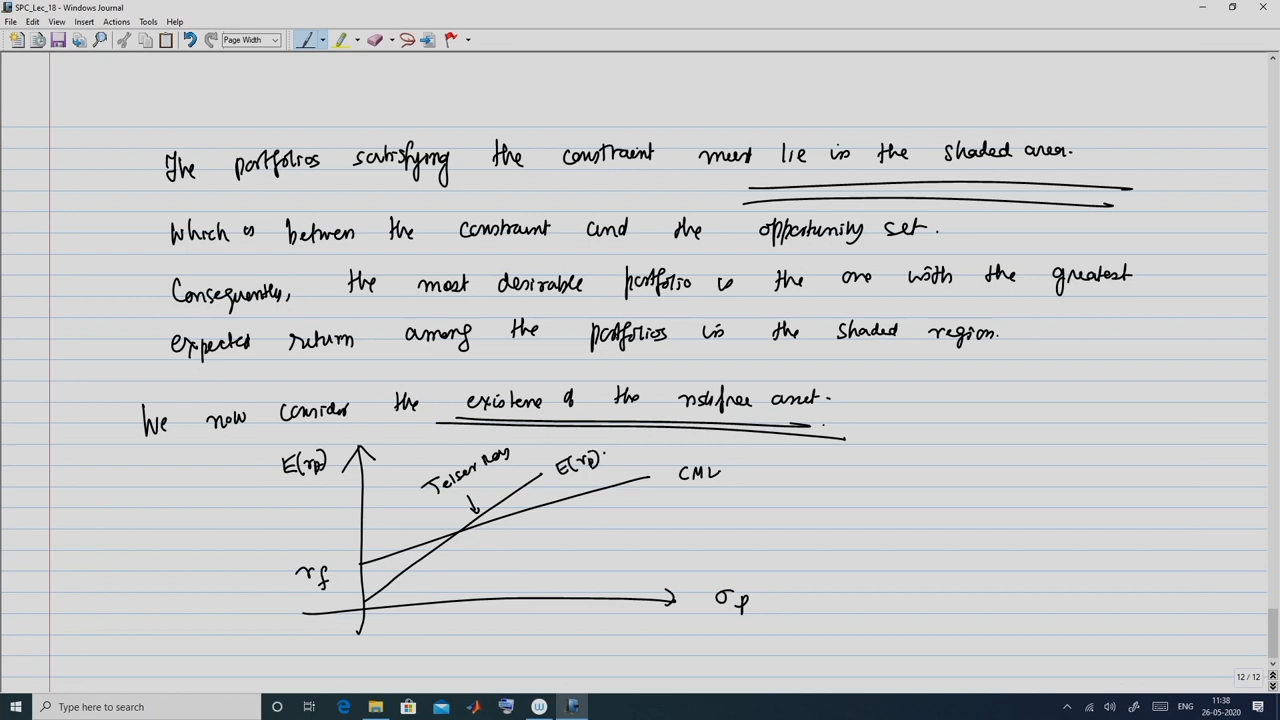 SPC_Lec_18 - Windows Journal
File Edit View Insert Actions Tools Help
Page Width
The portfolios satisfying the constraint must lie in the shaded area.
which is between the constraint and the opportunity set.
Consequently, the most desirable portfolio is the one with the greatest
expected return among the portfolios in the shaded region.
We now consider the existence of the riskfree asset.
E(rp)
Telser
E(rp)
CML
rf
σp
12 / 12
Type here to search
ENG
11:38
26-05-2020